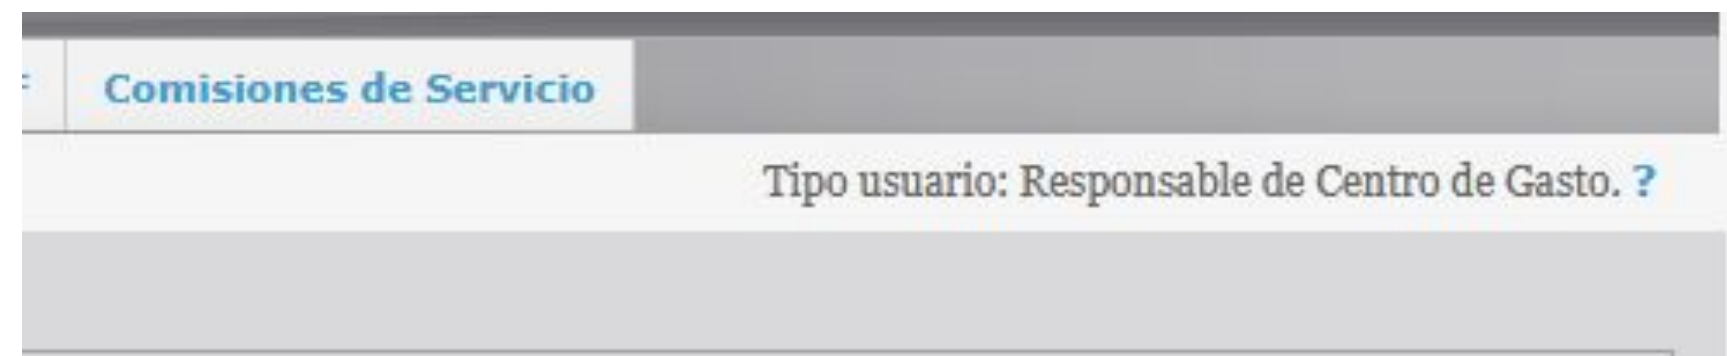 Comisiones de Servicio
Tipo usuario: Responsable de Centro de Gasto. ?